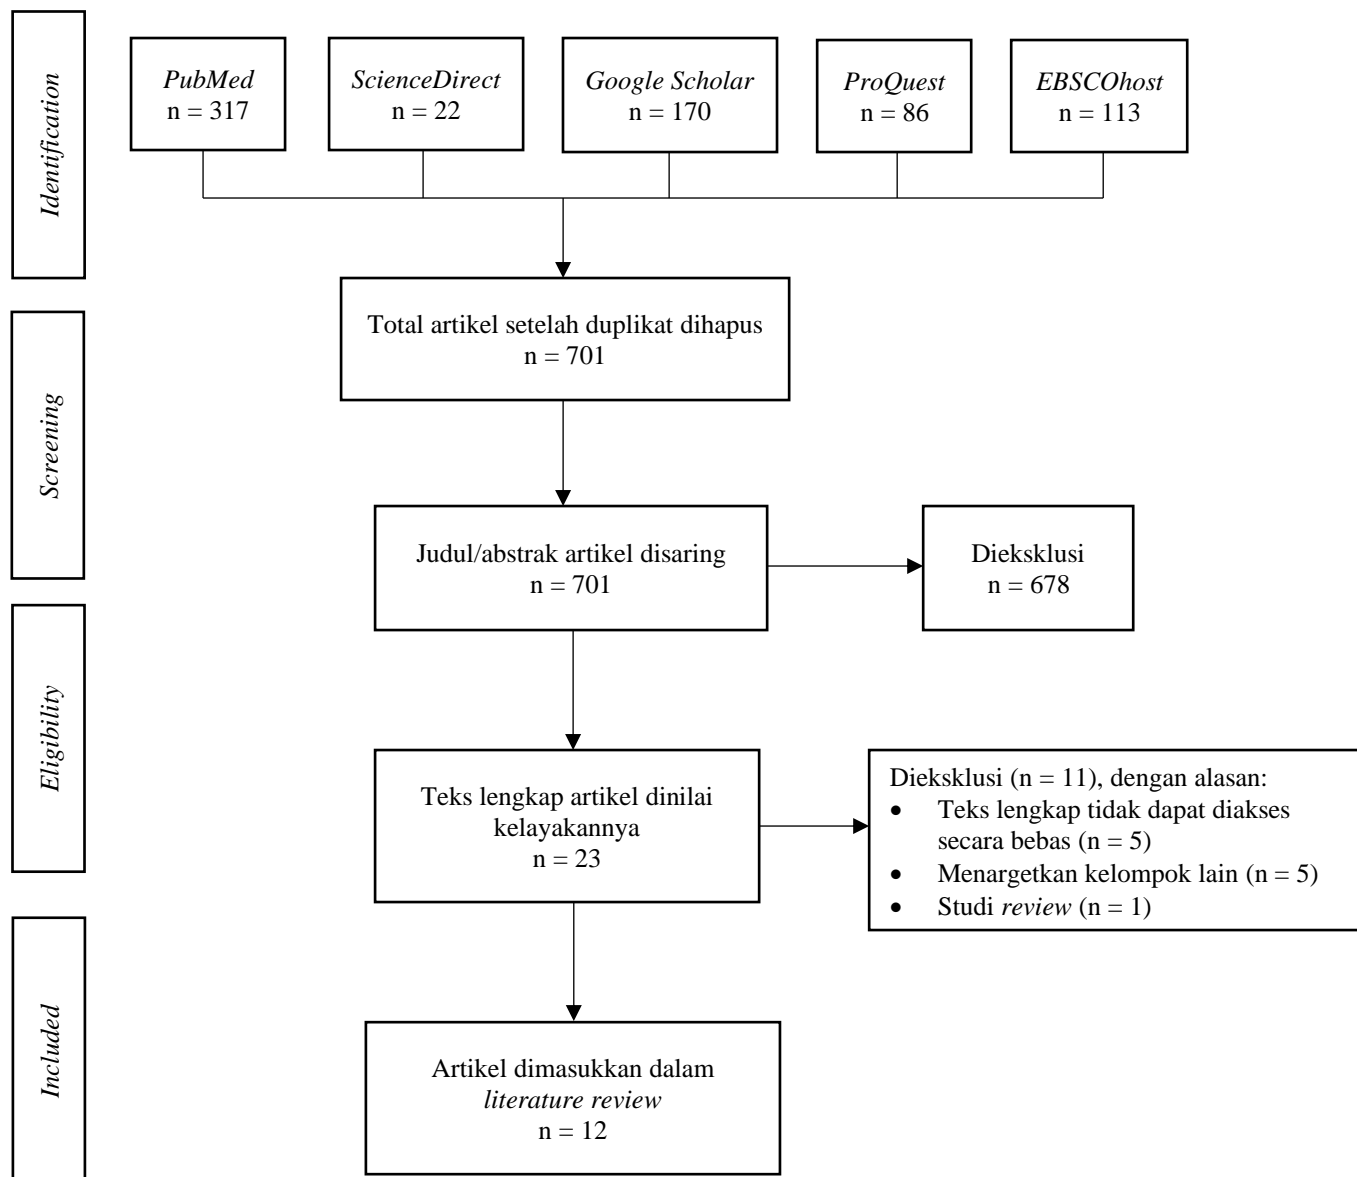 Identification
PubMed
n = 317
ScienceDirect
n = 22
Google Scholar
n = 170
ProQuest
n = 86
EBSCOhost
n = 113
Total artikel setelah duplikat dihapus
n = 701
Screening
Judul/abstrak artikel disaring
n = 701
Dieksklusi
n = 678
Eligibility
Teks lengkap artikel dinilai
kelayakannya
n = 23
Dieksklusi (n = 11), dengan alasan:
• Teks lengkap tidak dapat diakses
secara bebas (n = 5)
• Menargetkan kelompok lain (n = 5)
• Studi review (n = 1)
Included
Artikel dimasukkan dalam
literature review
n = 12